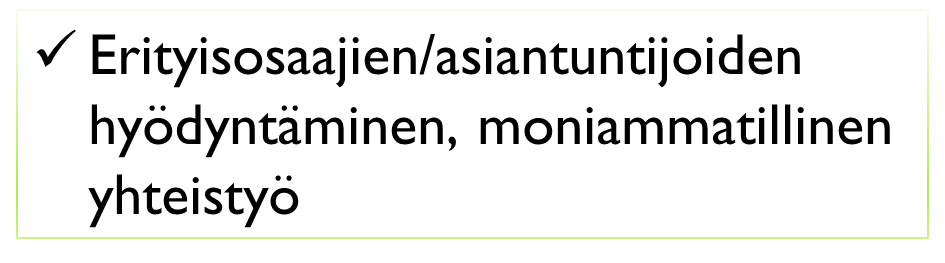 ✓ Erityisosaajien/asiantuntijoiden
hyödyntäminen, moniammatillinen
yhteistyö